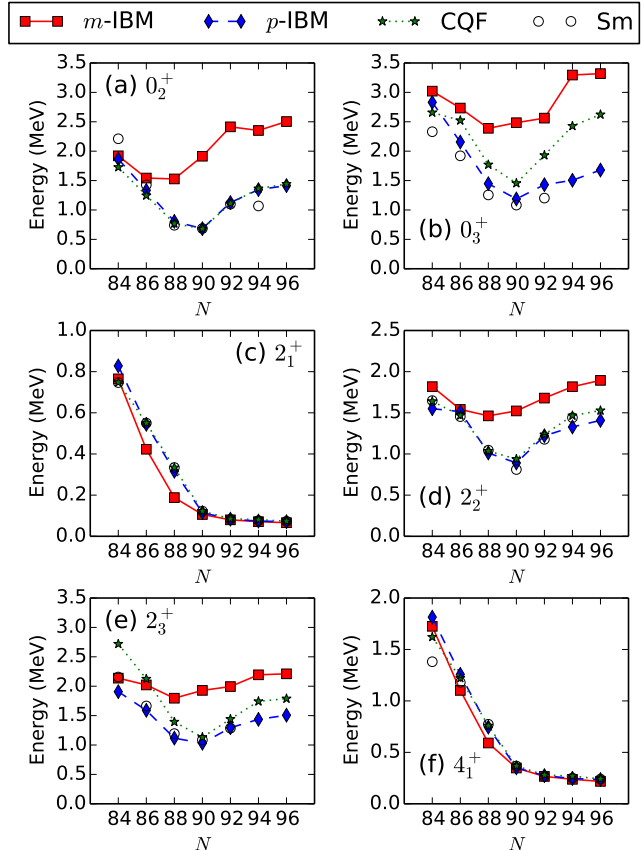 m-IBM p-IBM CQF Sm
(a) 0₂⁺
Energy (MeV)
3.5
3.0
2.5
2.0
1.5
1.0
0.5
0.0
84 86 88 90 92 94 96
N
(b) 0₃⁺
Energy (MeV)
3.5
3.0
2.5
2.0
1.5
1.0
0.5
0.0
84 86 88 90 92 94 96
N
(c) 2₁⁺
Energy (MeV)
1.0
0.8
0.6
0.4
0.2
0.0
84 86 88 90 92 94 96
N
(d) 2₂⁺
Energy (MeV)
2.5
2.0
1.5
1.0
0.5
0.0
84 86 88 90 92 94 96
N
(e) 2₃⁺
Energy (MeV)
3.5
3.0
2.5
2.0
1.5
1.0
0.5
0.0
84 86 88 90 92 94 96
N
(f) 4₁⁺
Energy (MeV)
2.0
1.5
1.0
0.5
0.0
84 86 88 90 92 94 96
N